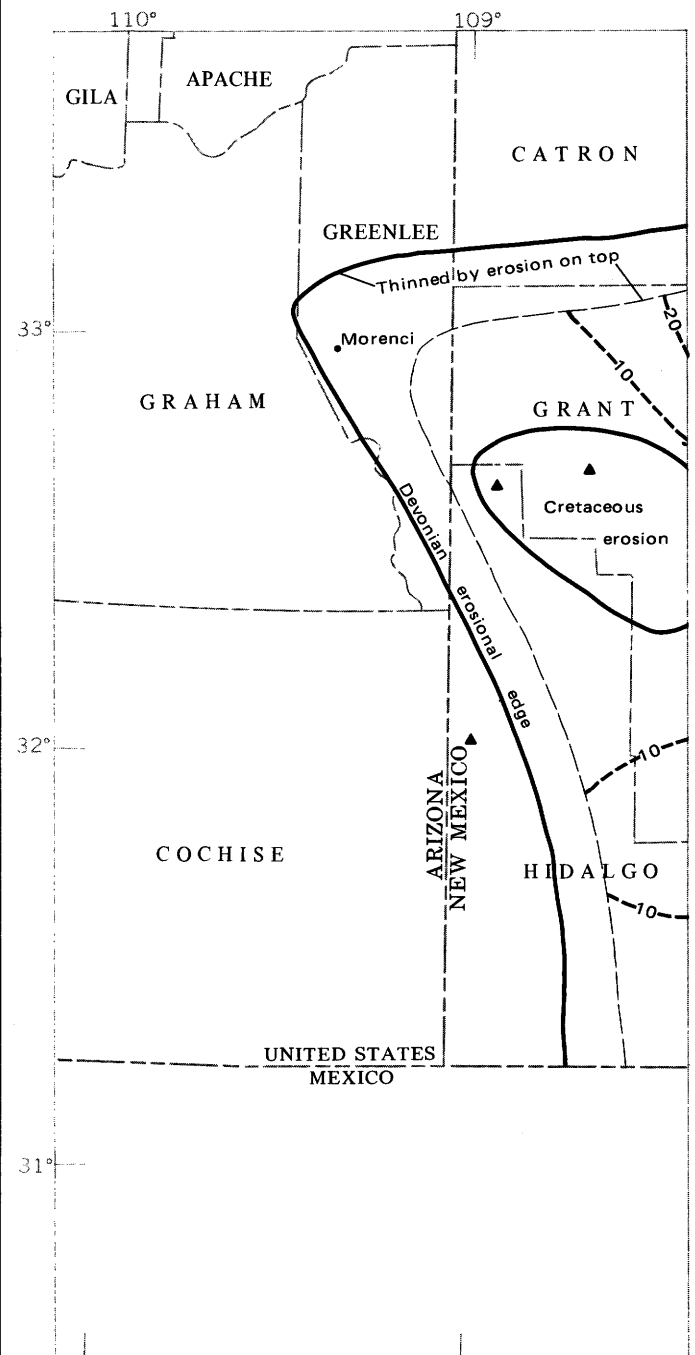 110°
109°
APACHE
GILA
CATRON
GREENLEE
Thinned by erosion on top
33°
Morenci
20
10
GRAHAM
GRANT
Cretaceous
erosion
Devonian erosional edge
32°
10
ARIZONA
NEW MEXICO
COCHISE
HIDALGO
10
UNITED STATES
MEXICO
31°